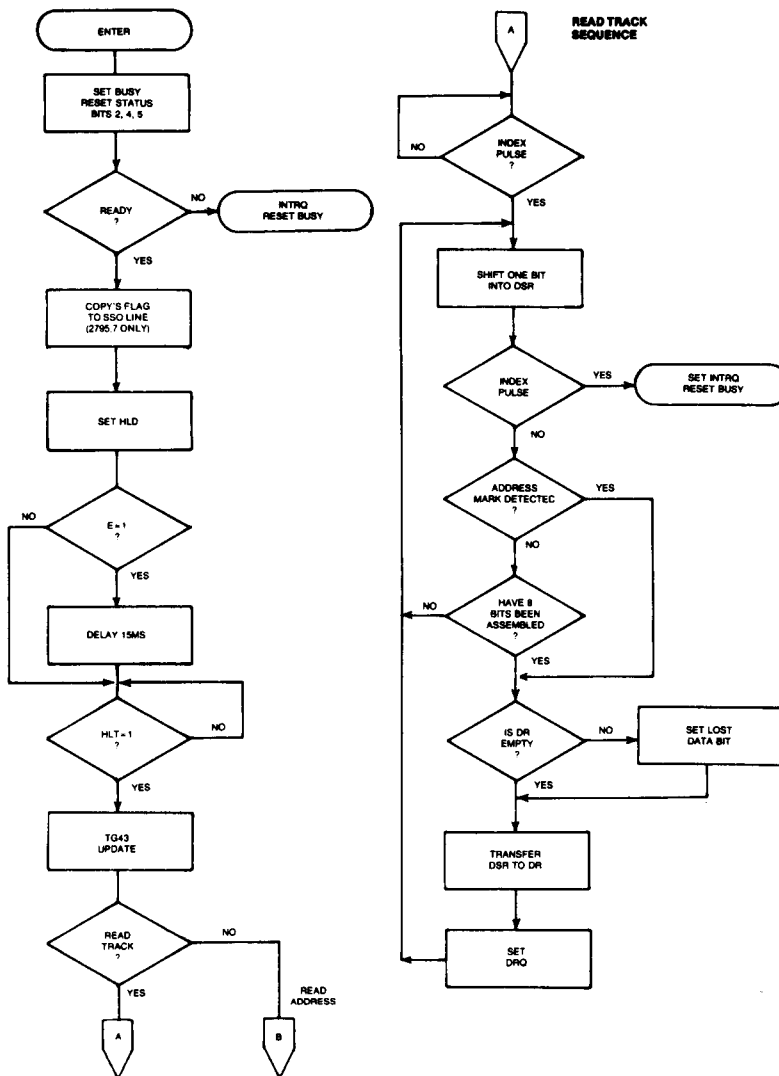 ENTER
SET BUSY
RESET STATUS
BITS 2, 4, 5
READY
?
NO
INTRQ
RESET BUSY
YES
COPY'S FLAG
TO SSO LINE
(2795.7 ONLY)
SET HLD
NO
E = 1
?
YES
DELAY 15MS
HLT = 1
?
NO
YES
TG43
UPDATE
READ
TRACK
?
NO
YES
READ
ADDRESS
A
B
A
READ TRACK
SEQUENCE
NO
INDEX
PULSE
?
YES
SHIFT ONE BIT
INTO DSR
INDEX
PULSE
YES
SET INTRQ
RESET BUSY
NO
ADDRESS
MARK DETECTEC
?
YES
NO
NO
HAVE 8
BITS BEEN
ASSEMBLED
?
YES
IS DR
EMPTY
?
NO
SET LOST
DATA BIT
YES
TRANSFER
DSR TO DR
SET
DRQ